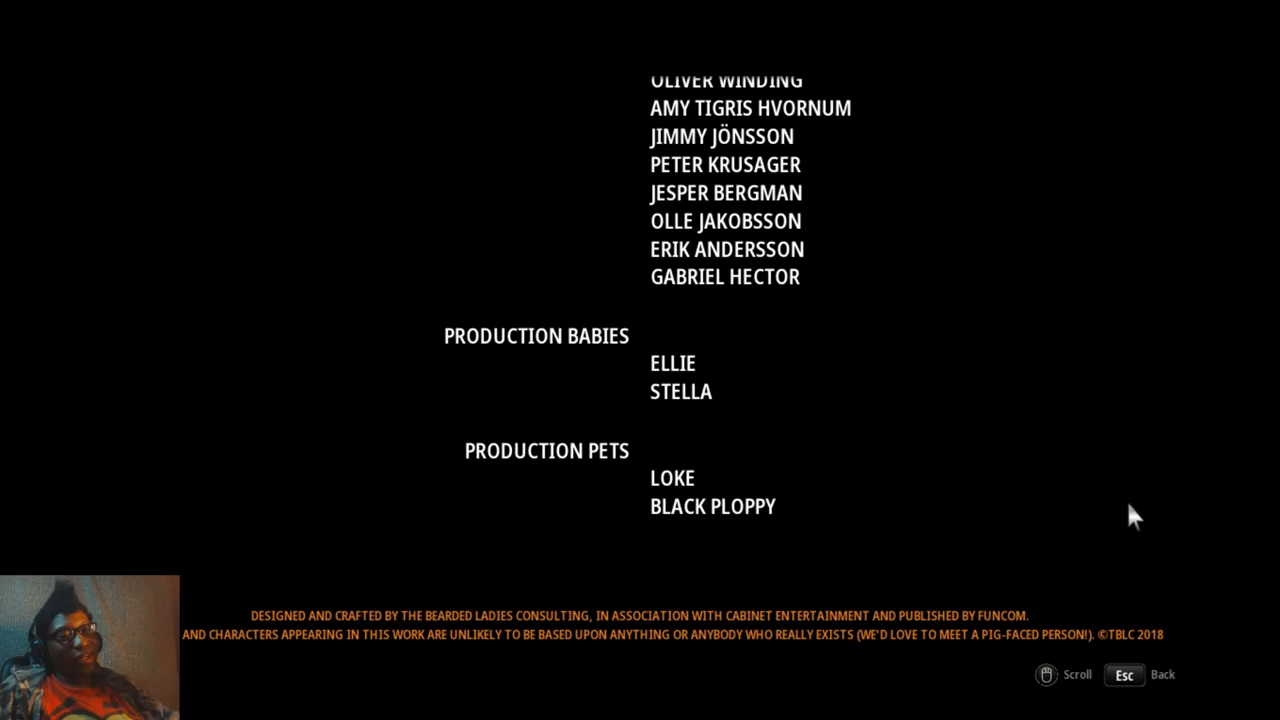 OLIVER WINDING
AMY TIGRIS HVORNUM
JIMMY JÖNSSON
PETER KRUSAGER
JESPER BERGMAN
OLLE JAKOBSSON
ERIK ANDERSSON
GABRIEL HECTOR
PRODUCTION BABIES
ELLIE
STELLA
PRODUCTION PETS
LOKE
BLACK PLOPPY
DESIGNED AND CRAFTED BY THE BEARDED LADIES CONSULTING, IN ASSOCIATION WITH CABINET ENTERTAINMENT AND PUBLISHED BY FUNCOM.
AND CHARACTERS APPEARING IN THIS WORK ARE UNLIKELY TO BE BASED UPON ANYTHING OR ANYBODY WHO REALLY EXISTS (WE'D LOVE TO MEET A PIG-FACED PERSON!). ©TBLC 2018
Scroll Esc Back